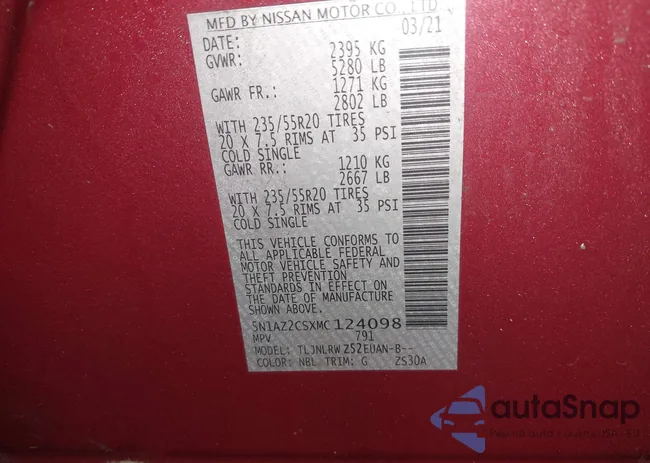 MFD BY NISSAN MOTOR CO., LTD
DATE: 03/21
GVWR: 2395 KG
5280 LB
GAWR FR.: 1271 KG
2802 LB
WITH 235/55R20 TIRES
20 X 7.5 RIMS AT 35 PSI
COLD SINGLE
GAWR RR.: 1210 KG
2667 LB
WITH 235/55R20 TIRES
20 X 7.5 RIMS AT 35 PSI
COLD SINGLE
THIS VEHICLE CONFORMS TO
ALL APPLICABLE FEDERAL
MOTOR VEHICLE SAFETY AND
THEFT PREVENTION
STANDARDS IN EFFECT ON
THE DATE OF MANUFACTURE
SHOWN ABOVE.
5N1AZ2CSXMC124098
MPV 791
MODEL: TLJNLRW Z52EUAN-B--
COLOR: NBL TRIM: G ZS30A
autaSnap